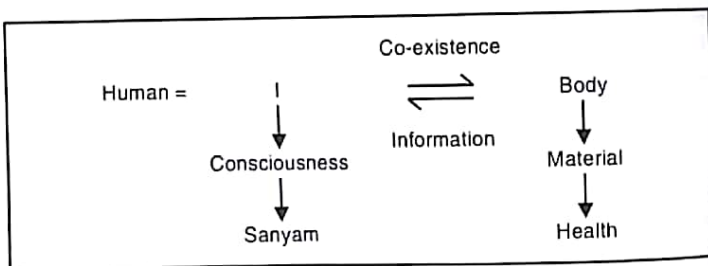 Co-existence
Human = I Body
Information
Consciousness Material
Sanyam Health